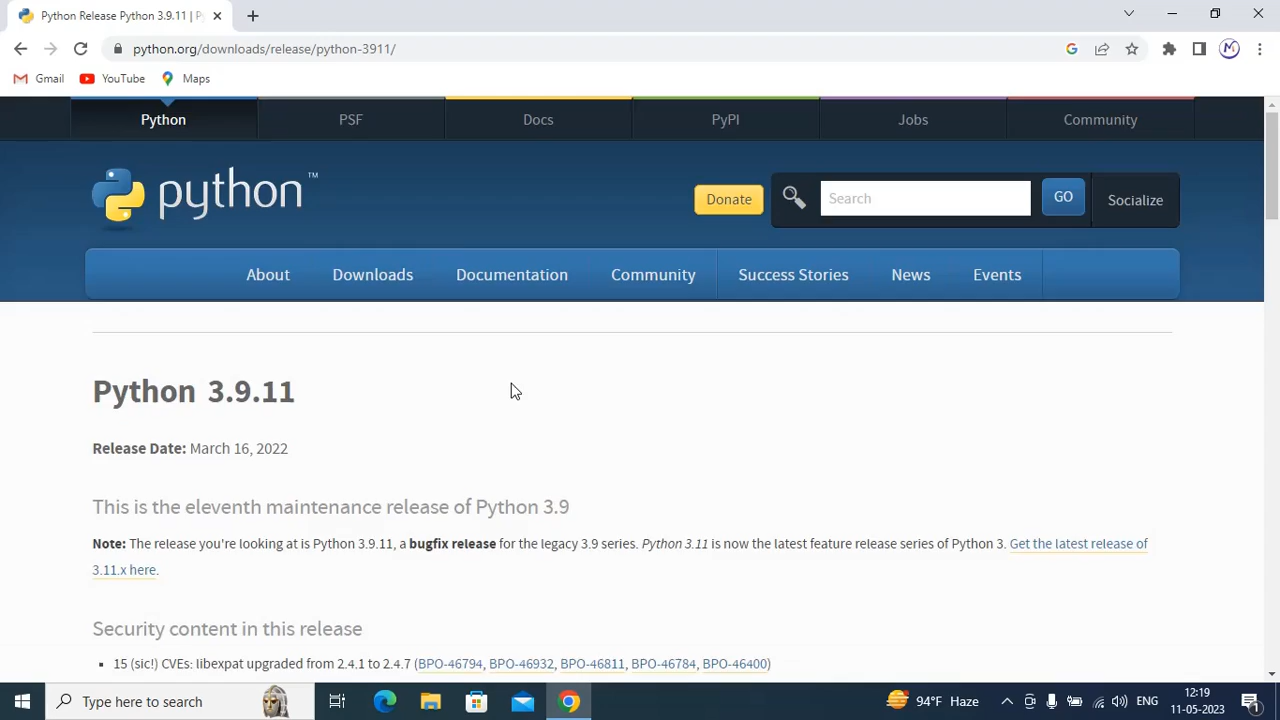 Python Release Python 3.9.11 | P
python.org/downloads/release/python-3911/
Gmail YouTube Maps
Python PSF Docs PyPI Jobs Community
python™
Donate Search GO Socialize
About Downloads Documentation Community Success Stories News Events
Python 3.9.11
Release Date: March 16, 2022
This is the eleventh maintenance release of Python 3.9
Note: The release you're looking at is Python 3.9.11, a bugfix release for the legacy 3.9 series. Python 3.11 is now the latest feature release series of Python 3. Get the latest release of
3.11.x here.
Security content in this release
15 (sic!) CVEs: libexpat upgraded from 2.4.1 to 2.4.7 (BPO-46794, BPO-46932, BPO-46811, BPO-46784, BPO-46400)
Type here to search 94°F Haze ENG 12:19
11-05-2023 1